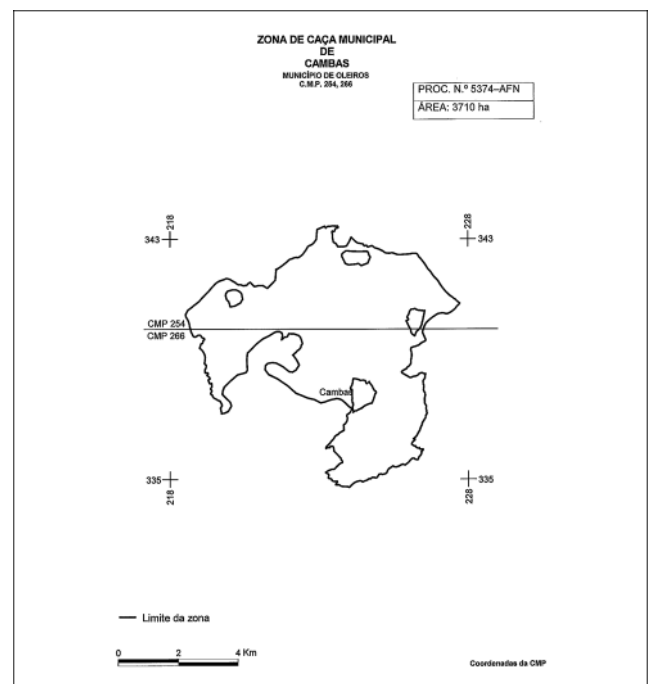 ZONA DE CAÇA MUNICIPAL
DE
CAMBAS
MUNICÍPIO DE OLEIROS
C.M.P. 254, 266
PROC. N.º 5374–AFN
ÁREA: 3710 ha
218
228
343
343
CMP 254
CMP 266
Cambas
335
335
218
228
Limite da zona
0 2 4 Km
Coordenadas da CMP